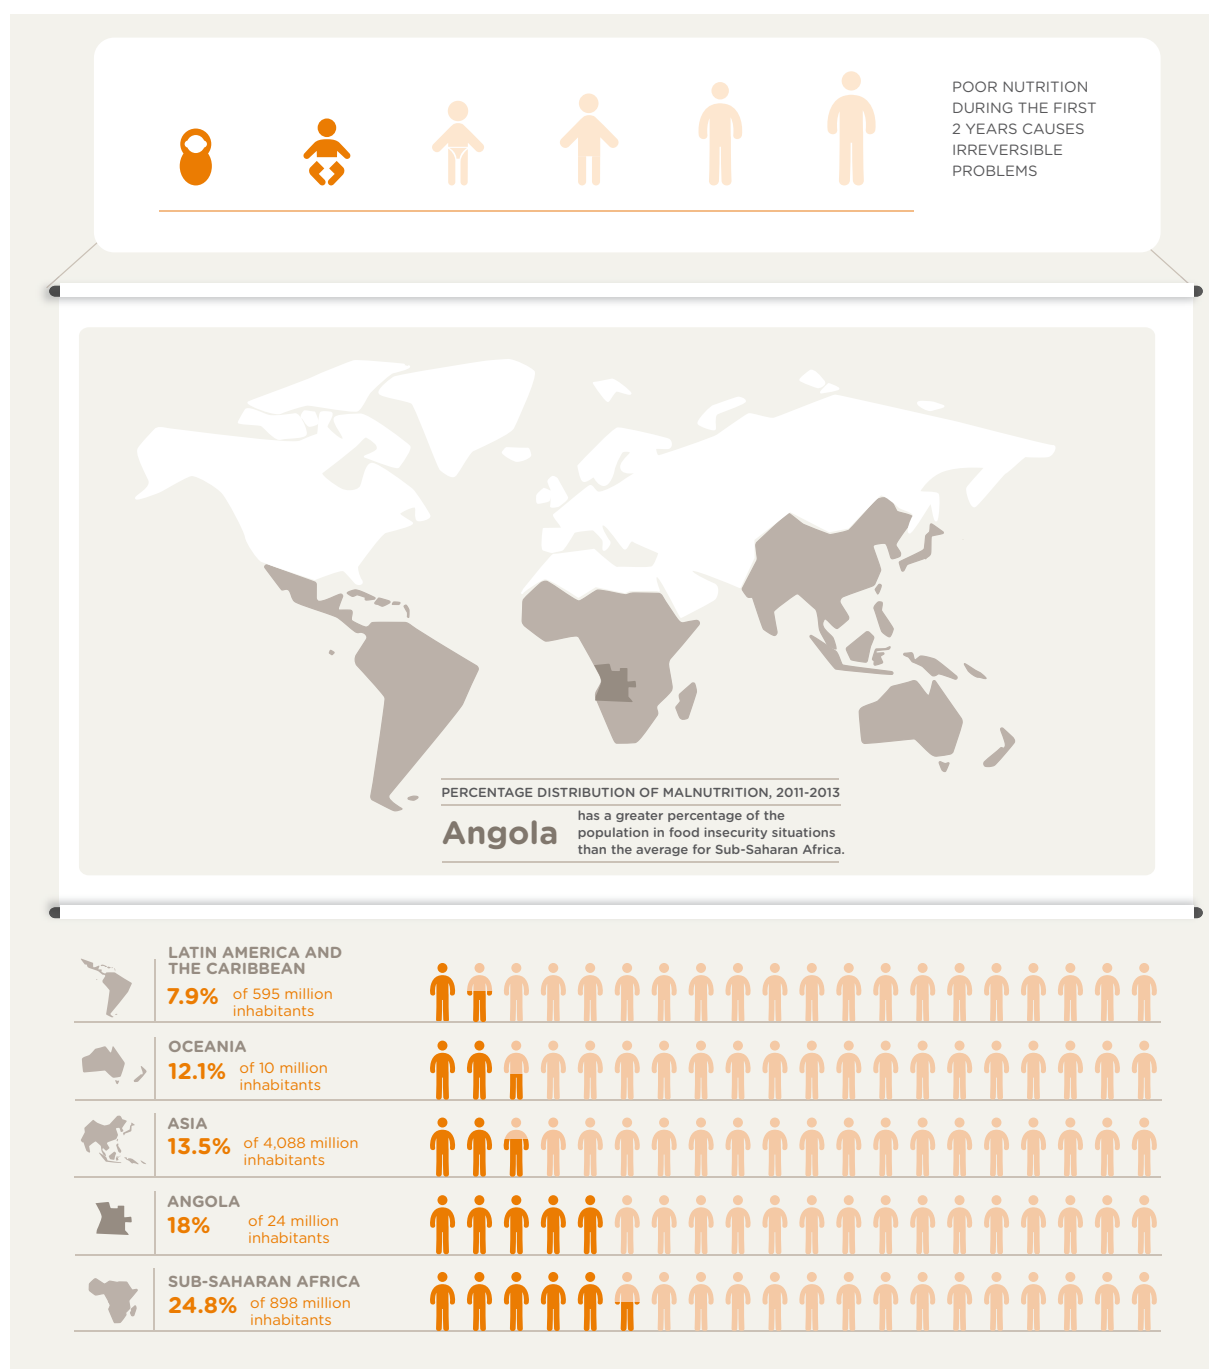 POOR NUTRITION
DURING THE FIRST
2 YEARS CAUSES
IRREVERSIBLE
PROBLEMS
PERCENTAGE DISTRIBUTION OF MALNUTRITION, 2011-2013
Angola
has a greater percentage of the
population in food insecurity situations
than the average for Sub-Saharan Africa.
LATIN AMERICA AND
THE CARIBBEAN
7.9% of 595 million
inhabitants
OCEANIA
12.1% of 10 million
inhabitants
ASIA
13.5% of 4,088 million
inhabitants
ANGOLA
18% of 24 million
inhabitants
SUB-SAHARAN AFRICA
24.8% of 898 million
inhabitants